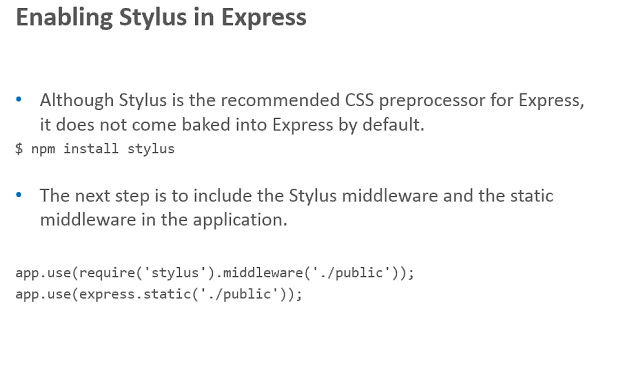 Enabling Stylus in Express
• Although Stylus is the recommended CSS preprocessor for Express,
it does not come baked into Express by default.
$ npm install stylus
• The next step is to include the Stylus middleware and the static
middleware in the application.
app.use(require('stylus').middleware('./public'));
app.use(express.static('./public'));